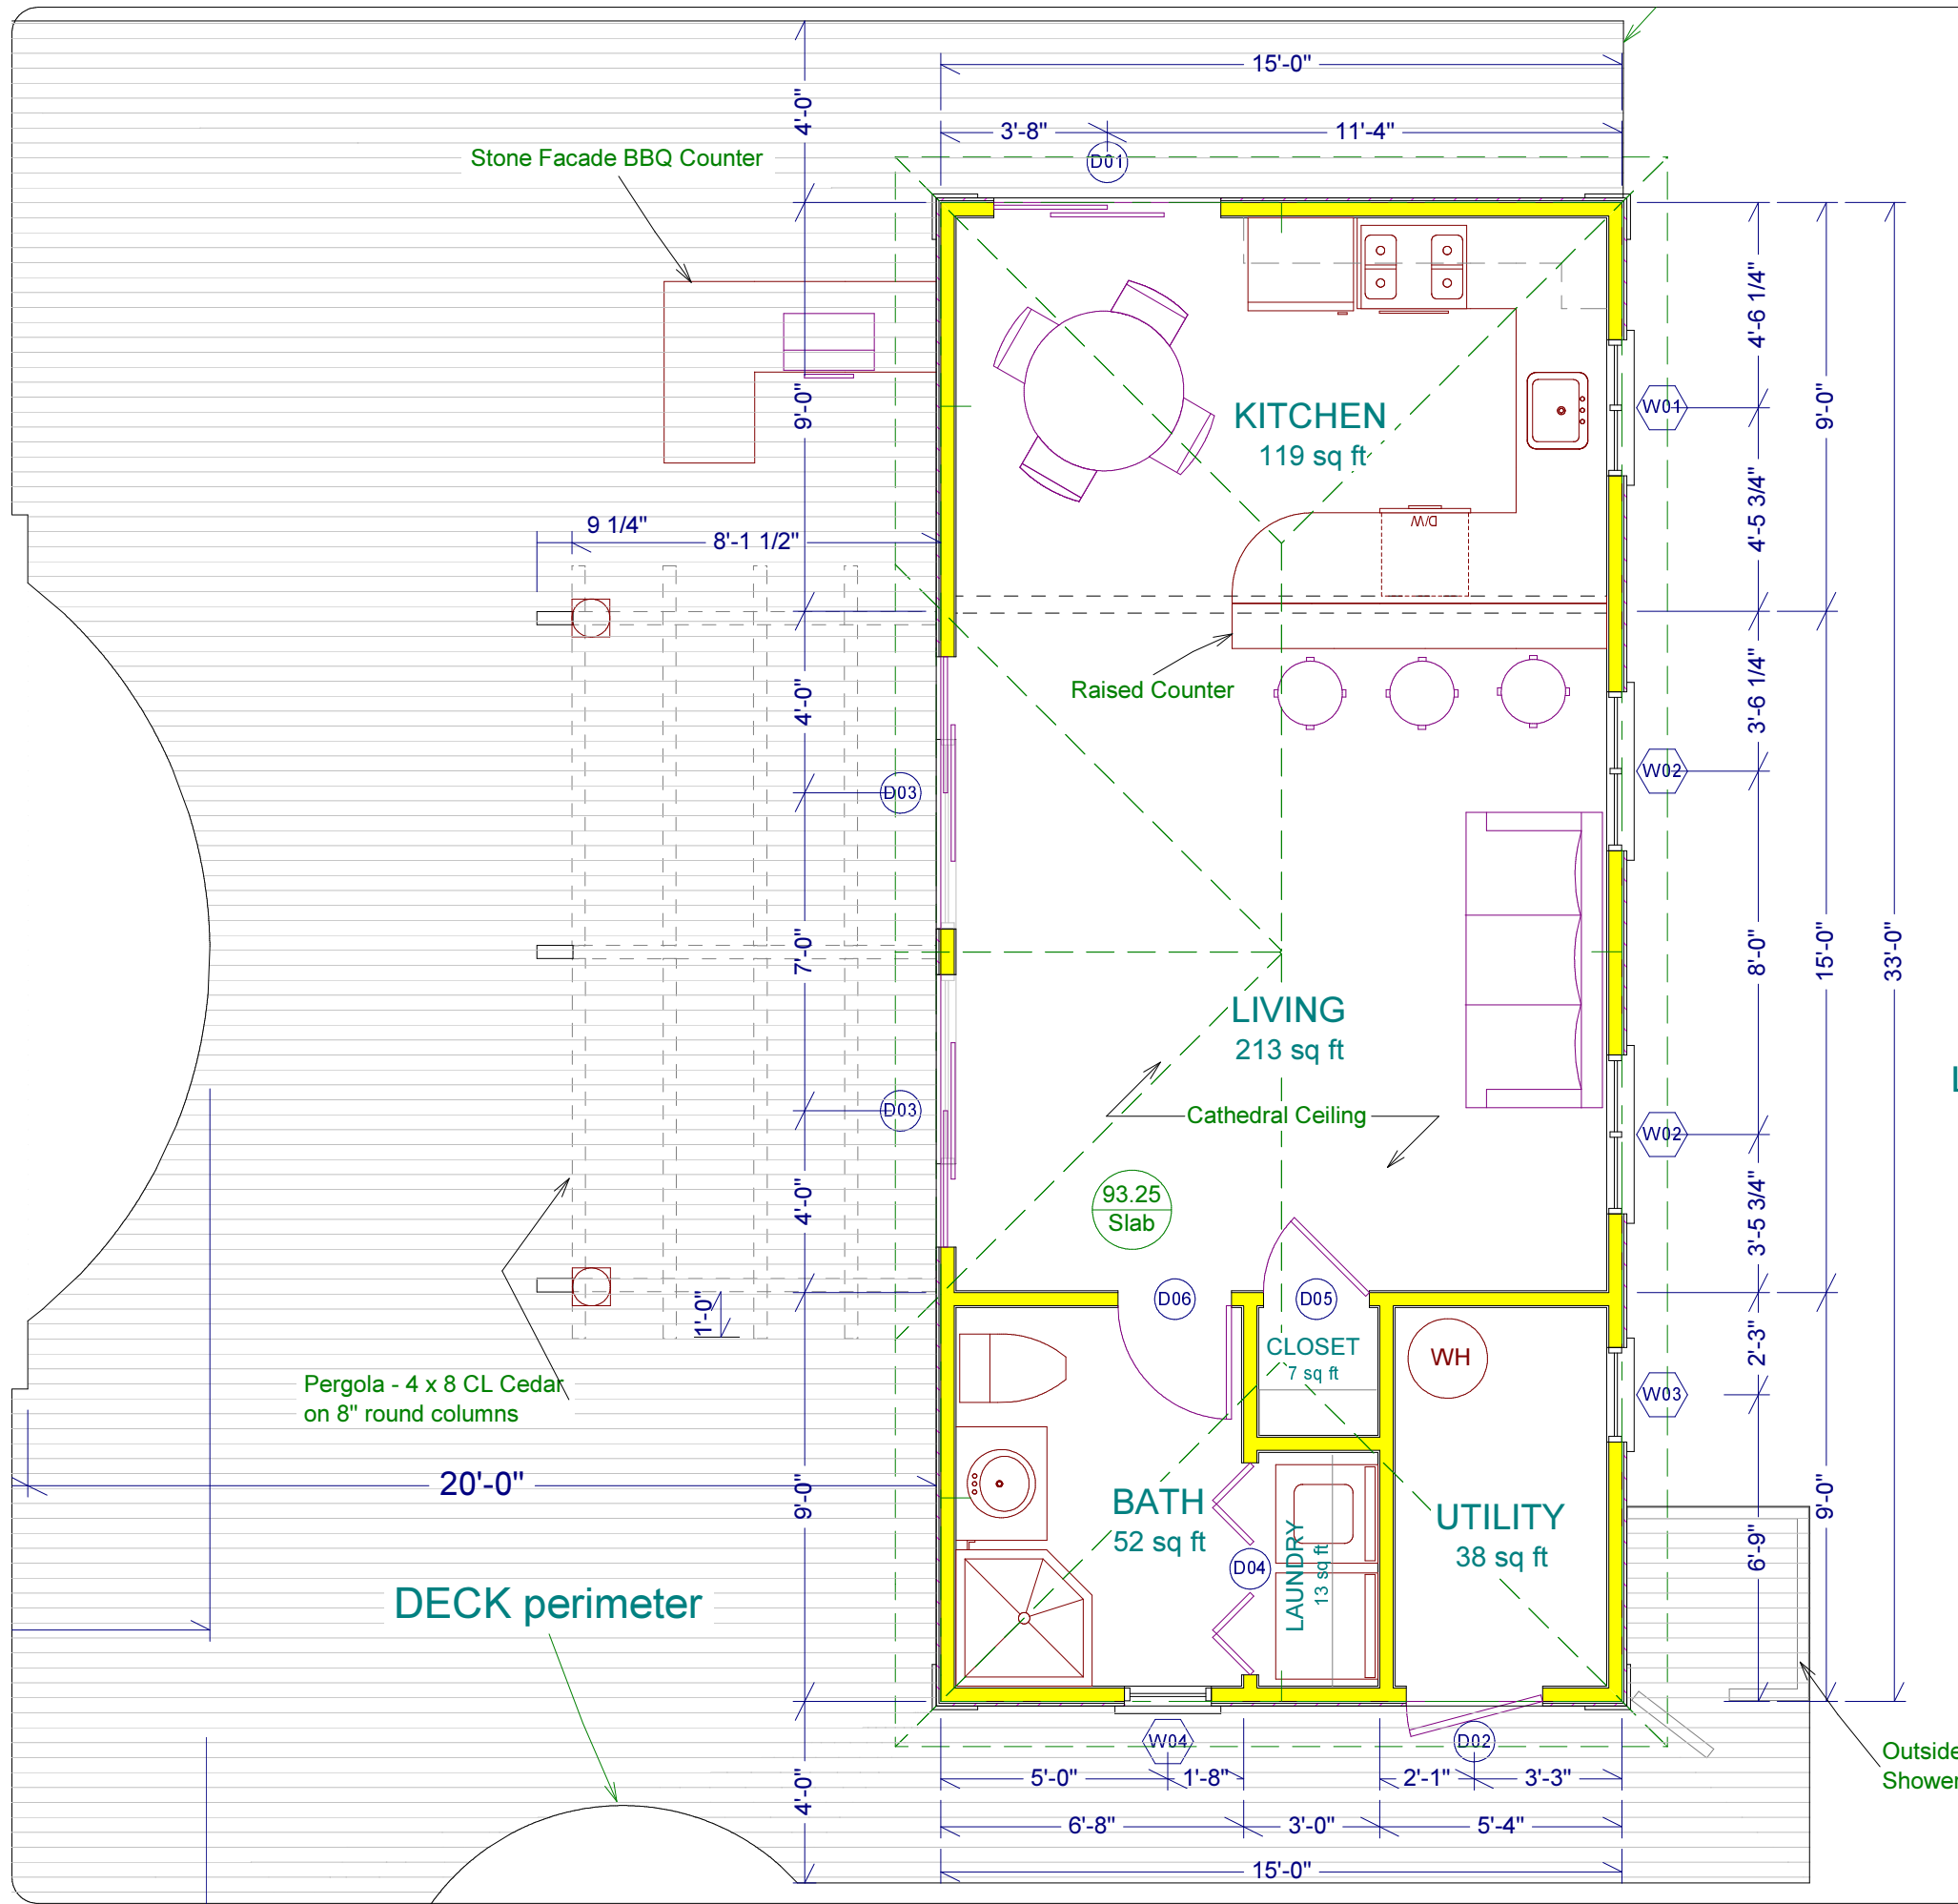 15'-0"
4'-0"
3'-8"
11'-4"
D01
Stone Facade BBQ Counter
4'-6 1/4"
9'-0"
9'-0"
KITCHEN
119 sq ft
W01
9 1/4"
8'-1 1/2"
4'-5 3/4"
D/W
Raised Counter
4'-0"
3'-6 1/4"
D03
W02
7'-0"
8'-0"
15'-0"
33'-0"
LIVING
213 sq ft
D03
Cathedral Ceiling
W02
93.25
Slab
4'-0"
3'-5 3/4"
D06
D05
1'-0"
CLOSET
7 sq ft
WH
2'-3"
Pergola - 4 x 8 CL Cedar
on 8" round columns
W03
20'-0"
9'-0"
BATH
52 sq ft
LAUNDRY
13 sq ft
UTILITY
38 sq ft
9'-0"
6'-9"
D04
DECK perimeter
W04
D02
Outside
Shower
4'-0"
5'-0"
1'-8"
2'-1"
3'-3"
6'-8"
3'-0"
5'-4"
15'-0"